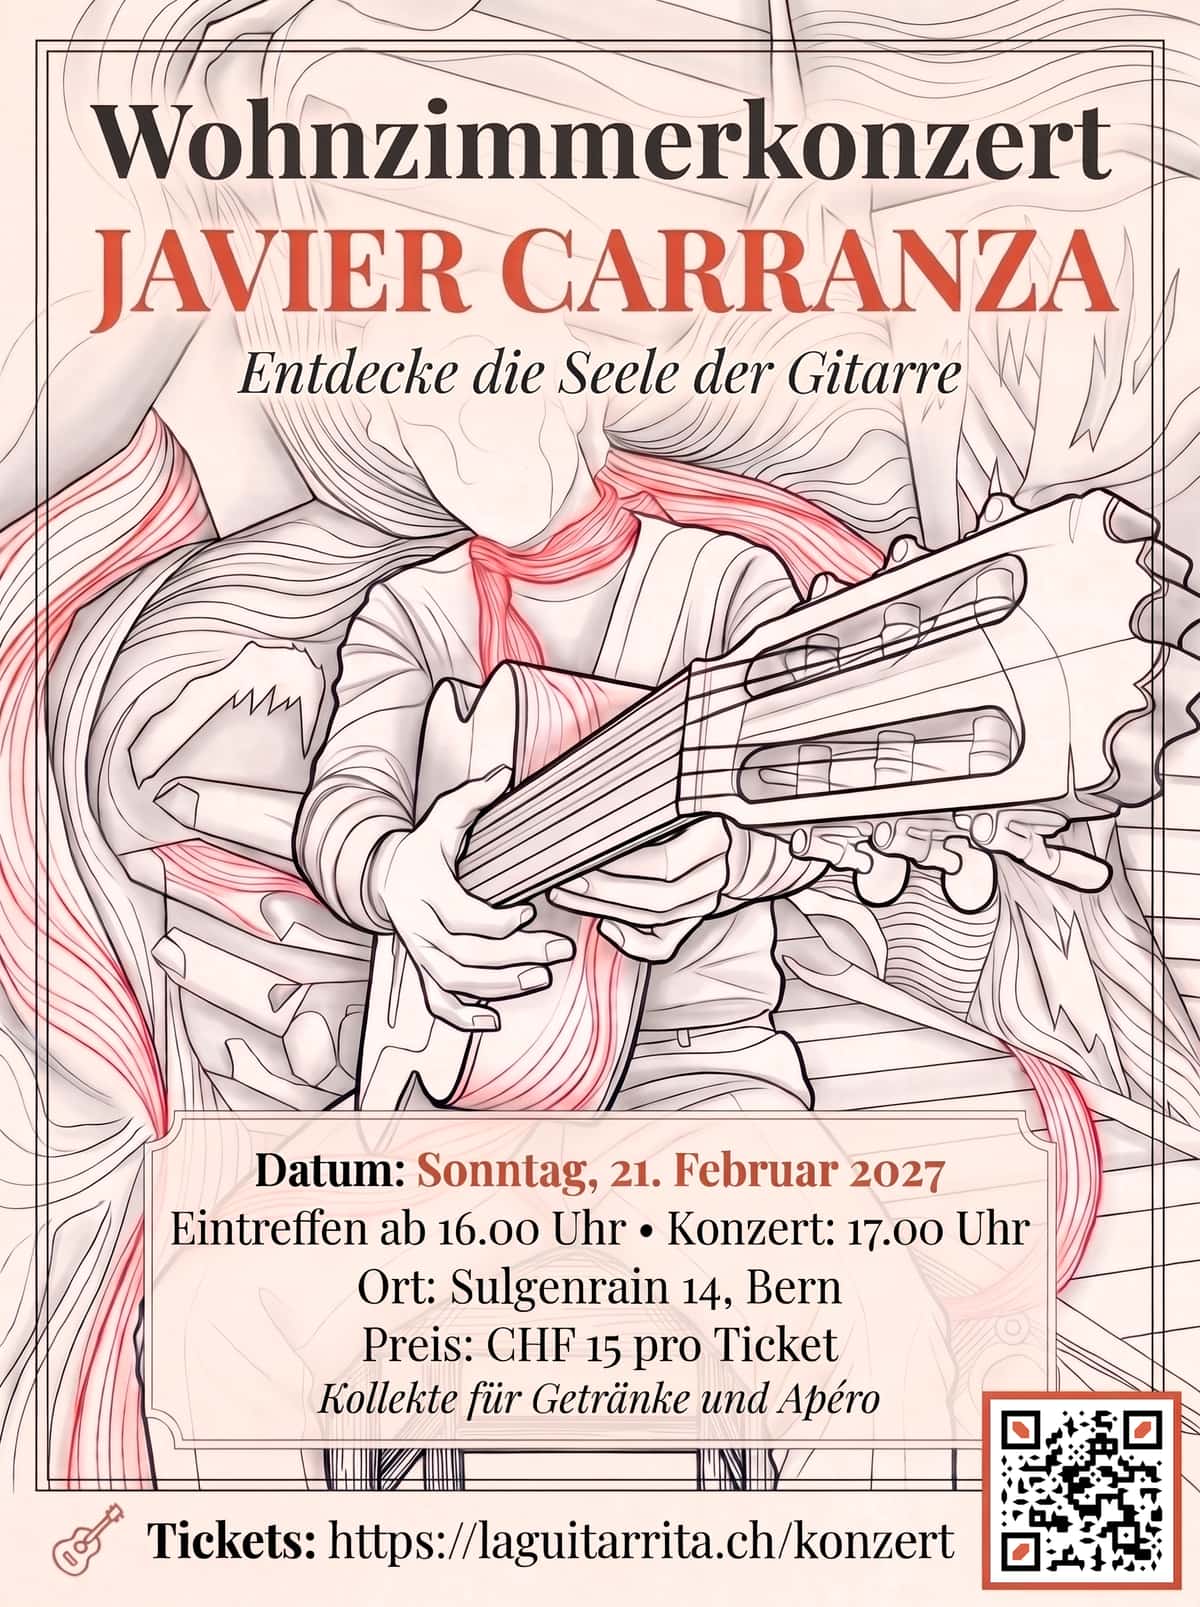 Wohnzimmerkonzert
JAVIER CARRANZA
Entdecke die Seele der Gitarre
Datum: Sonntag, 21. Februar 2027
Eintreffen ab 16.00 Uhr • Konzert: 17.00 Uhr
Ort: Sulgenrain 14, Bern
Preis: CHF 15 pro Ticket
Kollekte für Getränke und Apéro
Tickets: https://laguitarrita.ch/konzert